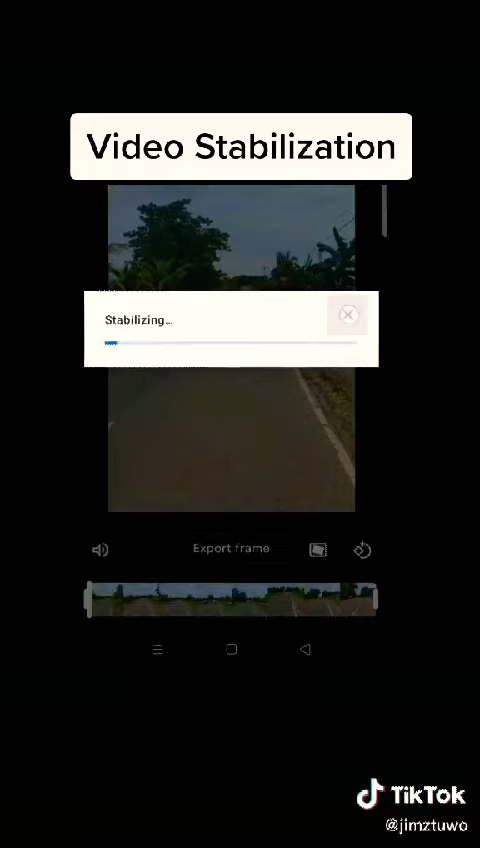 Video Stabilization
Stabilizing...
Export frame
TikTok
@jimztuwo